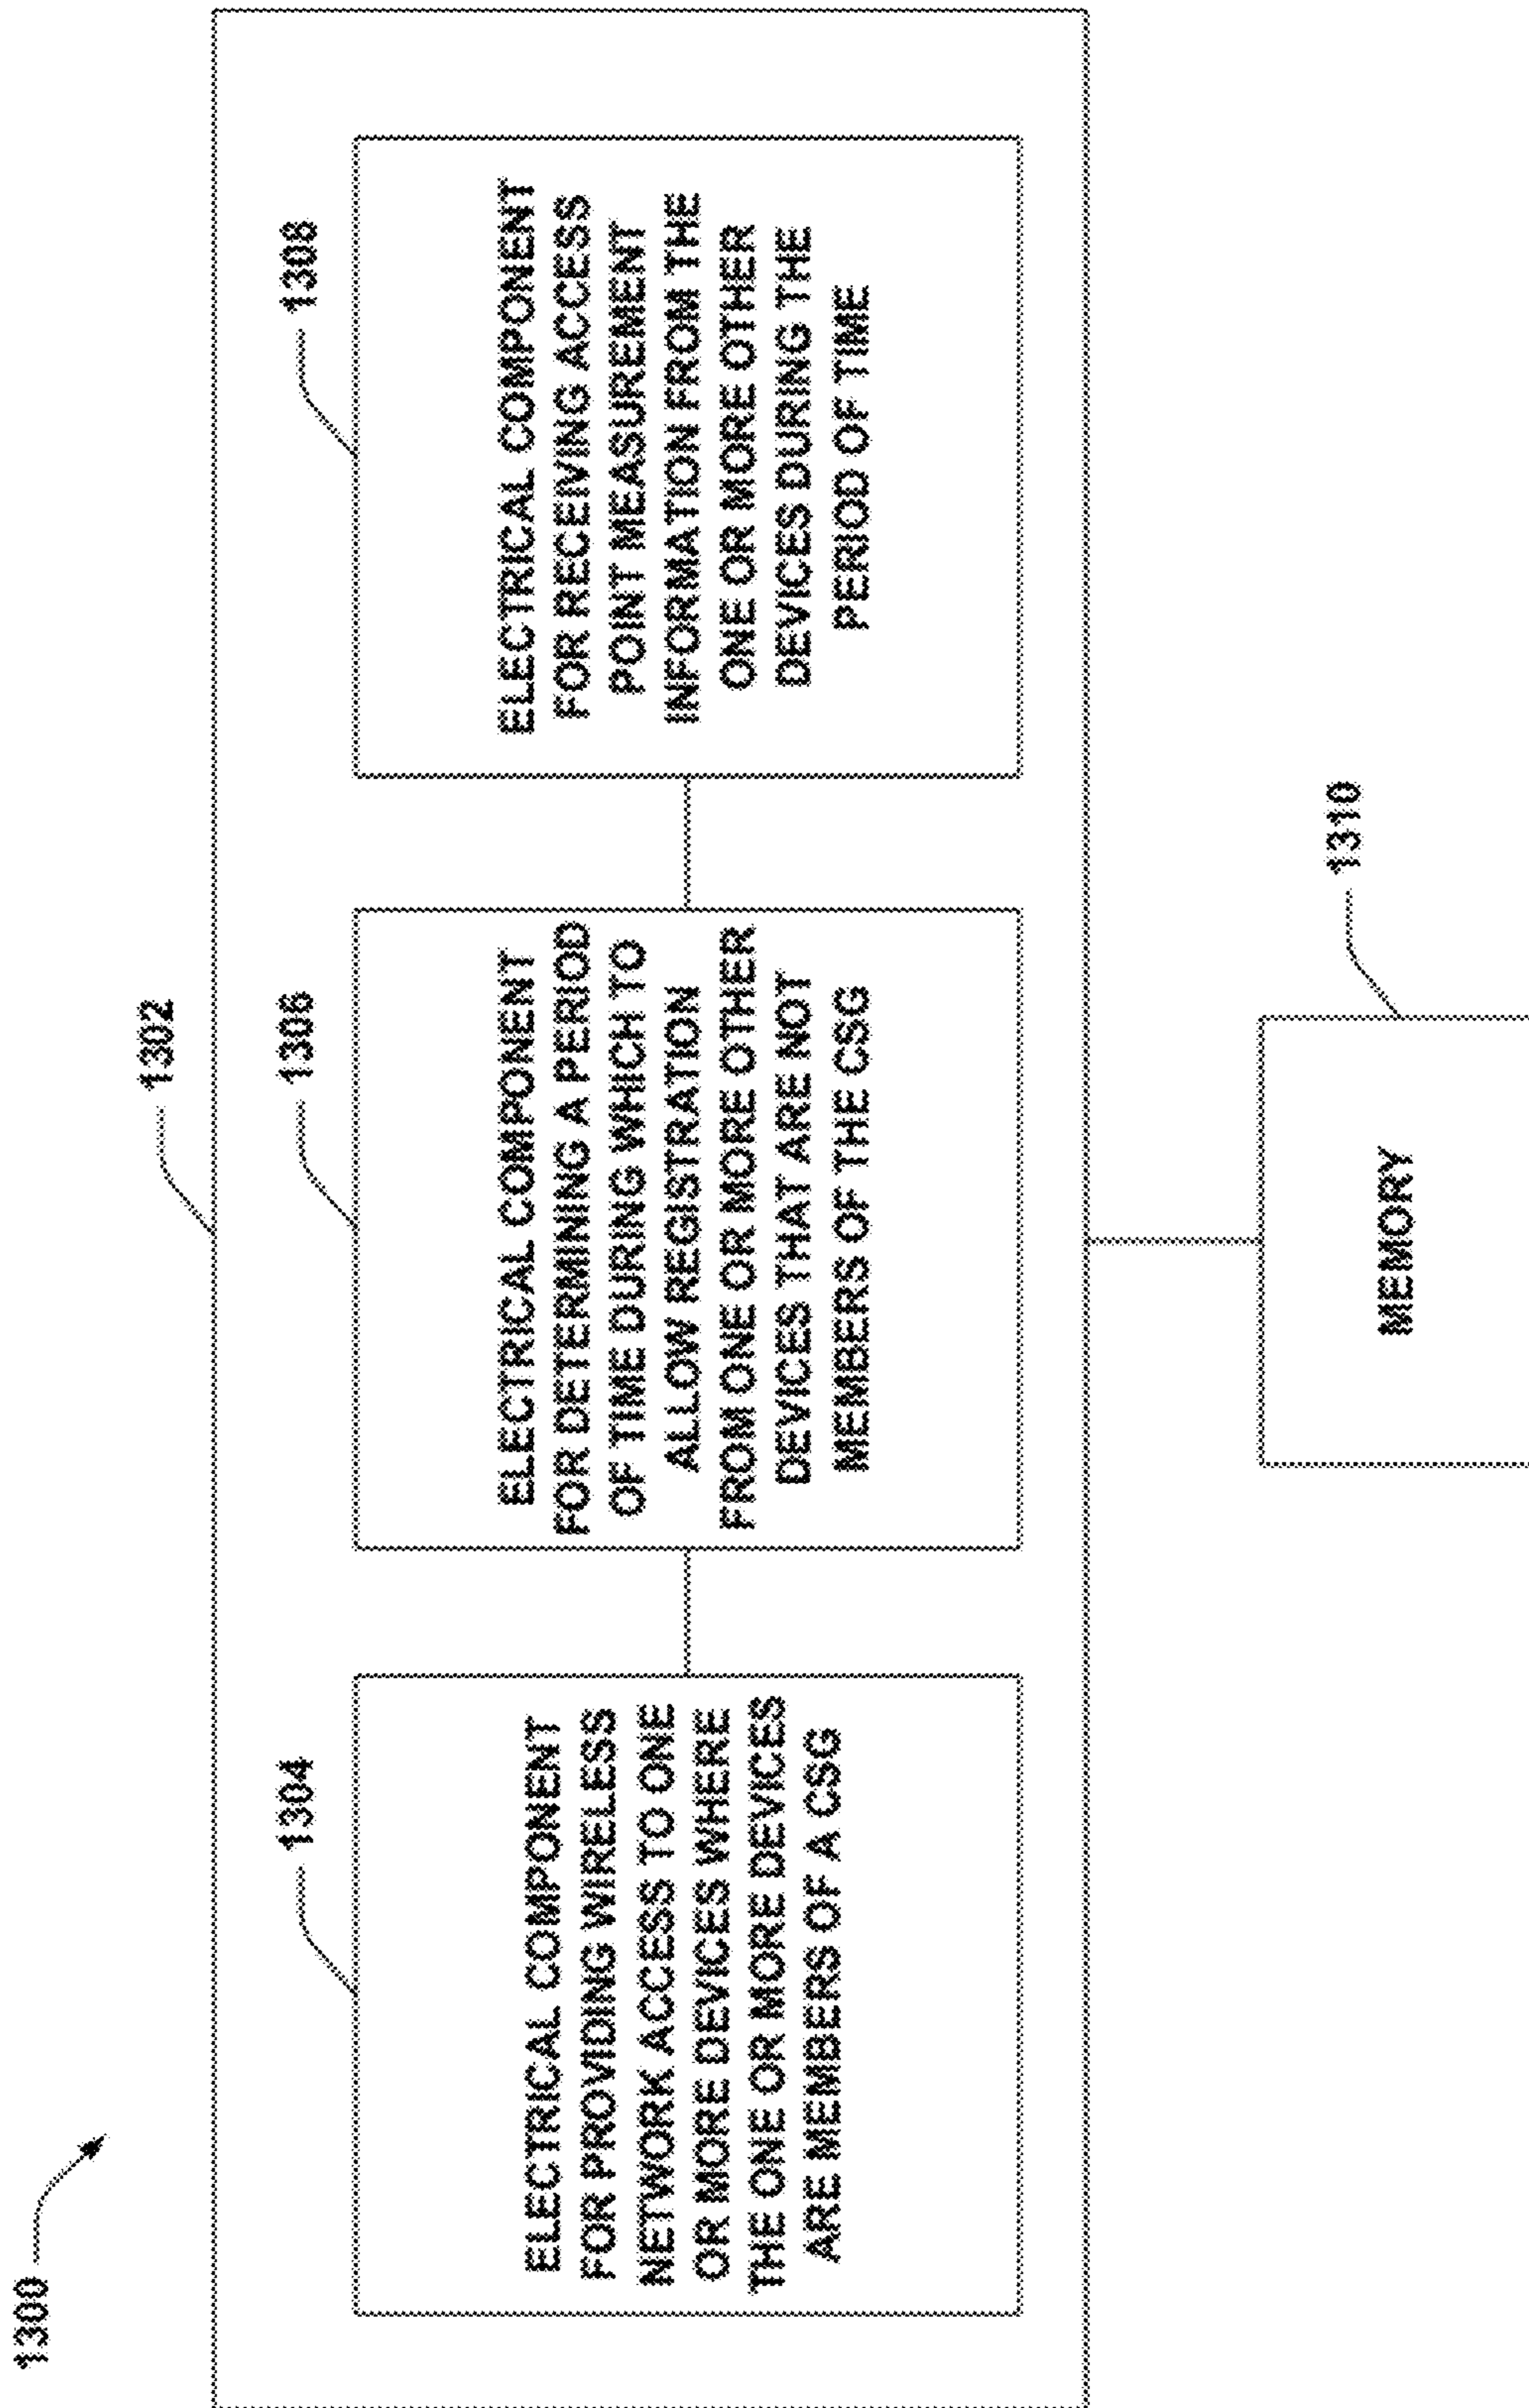 1300
1302
1304
ELECTRICAL COMPONENT
FOR PROVIDING WIRELESS
NETWORK ACCESS TO ONE
OR MORE DEVICES WHERE
THE ONE OR MORE DEVICES
ARE MEMBERS OF A CSG
1306
ELECTRICAL COMPONENT
FOR DETERMINING A PERIOD
OF TIME DURING WHICH TO
ALLOW REGISTRATION
FROM ONE OR MORE OTHER
DEVICES THAT ARE NOT
MEMBERS OF THE CSG
1308
ELECTRICAL COMPONENT
FOR RECEIVING ACCESS
POINT MEASUREMENT
INFORMATION FROM THE
ONE OR MORE OTHER
DEVICES DURING THE
PERIOD OF TIME
1310
MEMORY